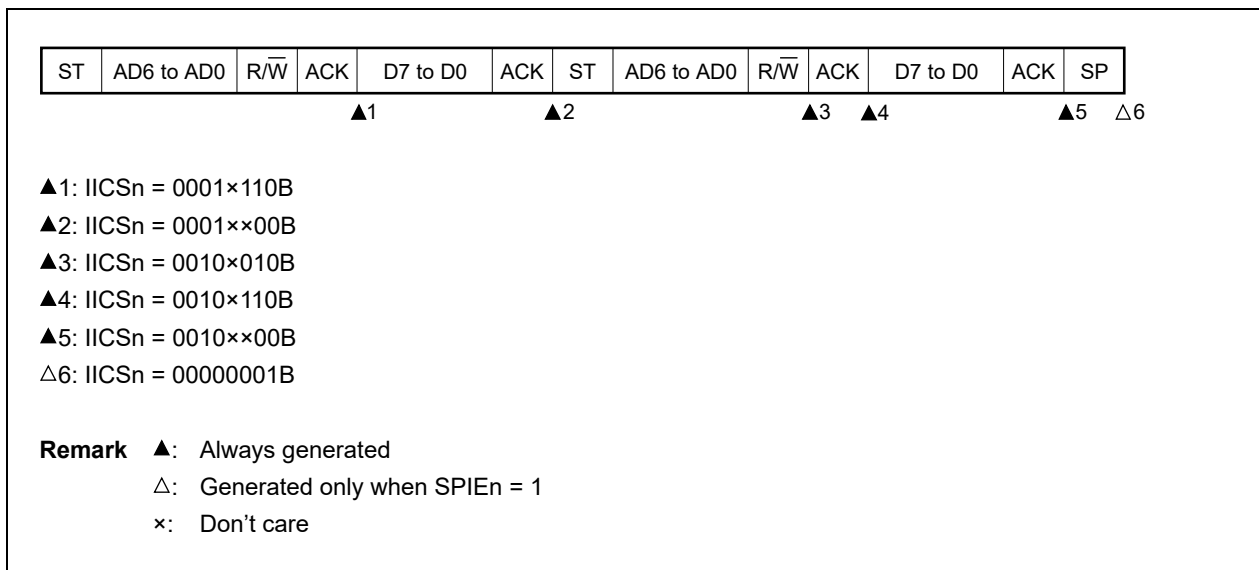 ST AD6 to AD0 R/W̅ ACK D7 to D0 ACK ST AD6 to AD0 R/W̅ ACK D7 to D0 ACK SP
▲1 ▲2 ▲3 ▲4 ▲5 △6
▲1: IICSn = 0001×110B
▲2: IICSn = 0001××00B
▲3: IICSn = 0010×010B
▲4: IICSn = 0010×110B
▲5: IICSn = 0010××00B
△6: IICSn = 00000001B
Remark ▲: Always generated
△: Generated only when SPIEn = 1
×: Don’t care